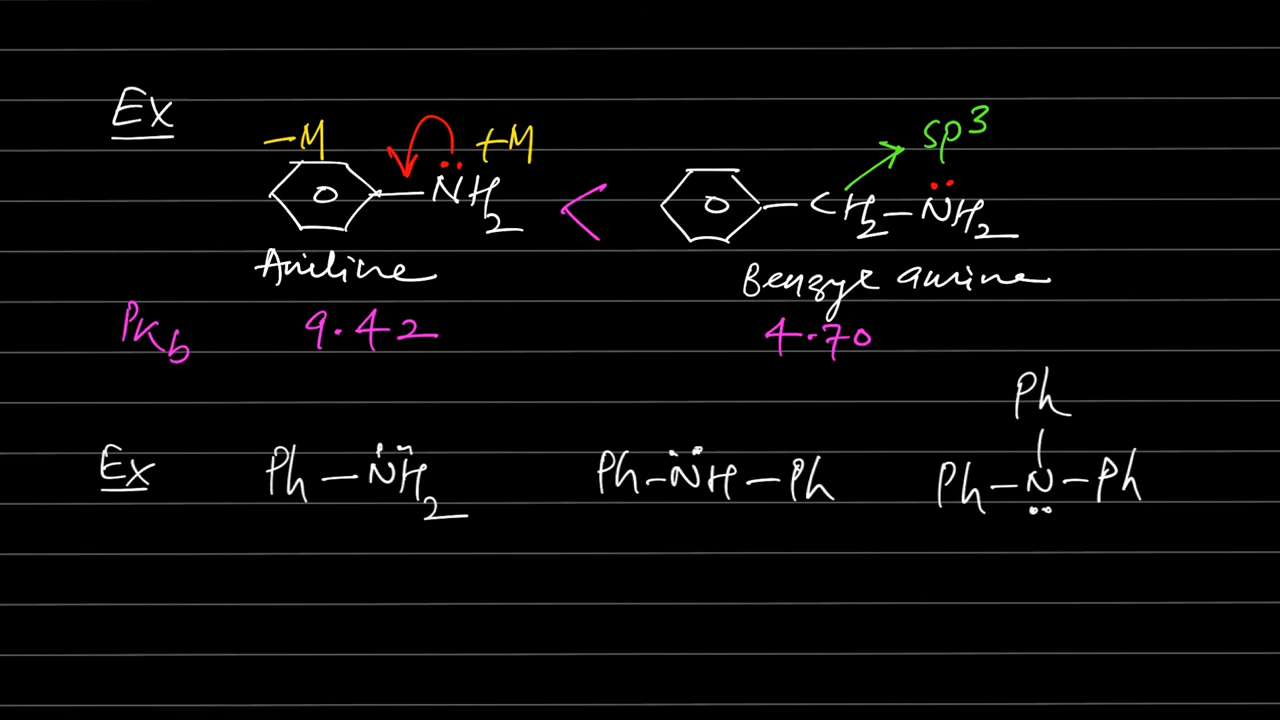 Ex
-M +M sp3
NH2 < CH2-NH2
Aniline Benzyl amine
PKb 9.42 4.70
Ph
Ex Ph-NH2 Ph-NH-Ph Ph-N-Ph